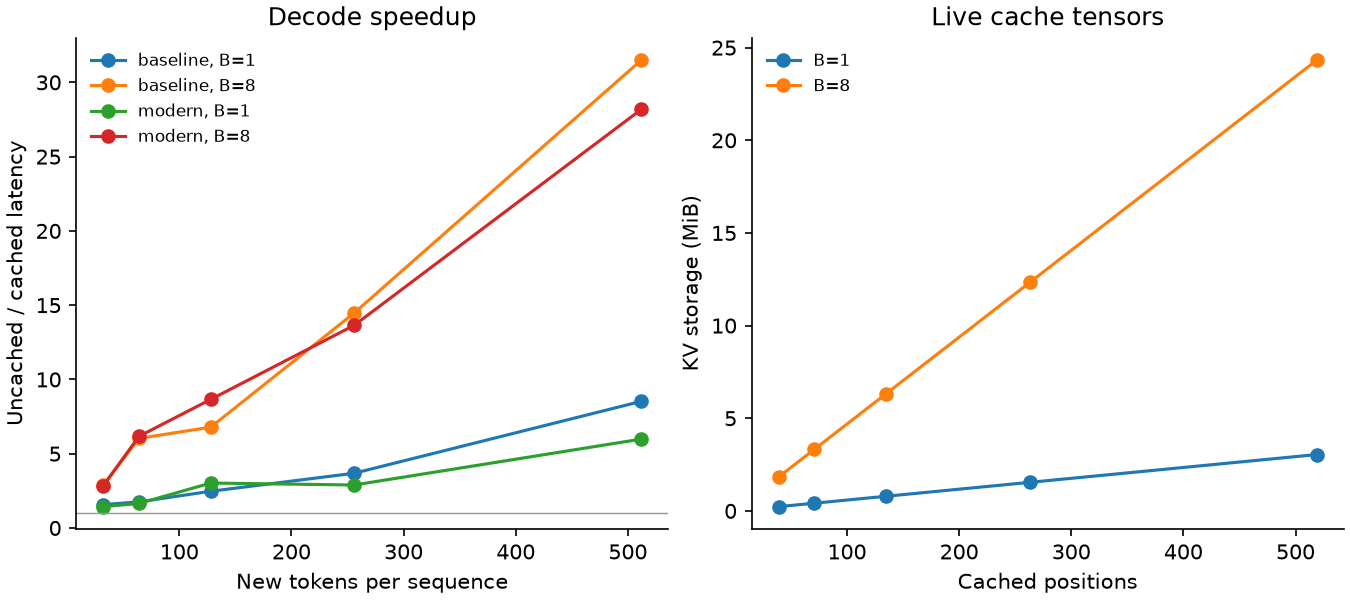 Decode speedup
baseline, B=1
baseline, B=8
modern, B=1
modern, B=8
Uncached / cached latency
30
25
20
15
10
5
0
100 200 300 400 500
New tokens per sequence
Live cache tensors
B=1
B=8
KV storage (MiB)
25
20
15
10
5
0
100 200 300 400 500
Cached positions